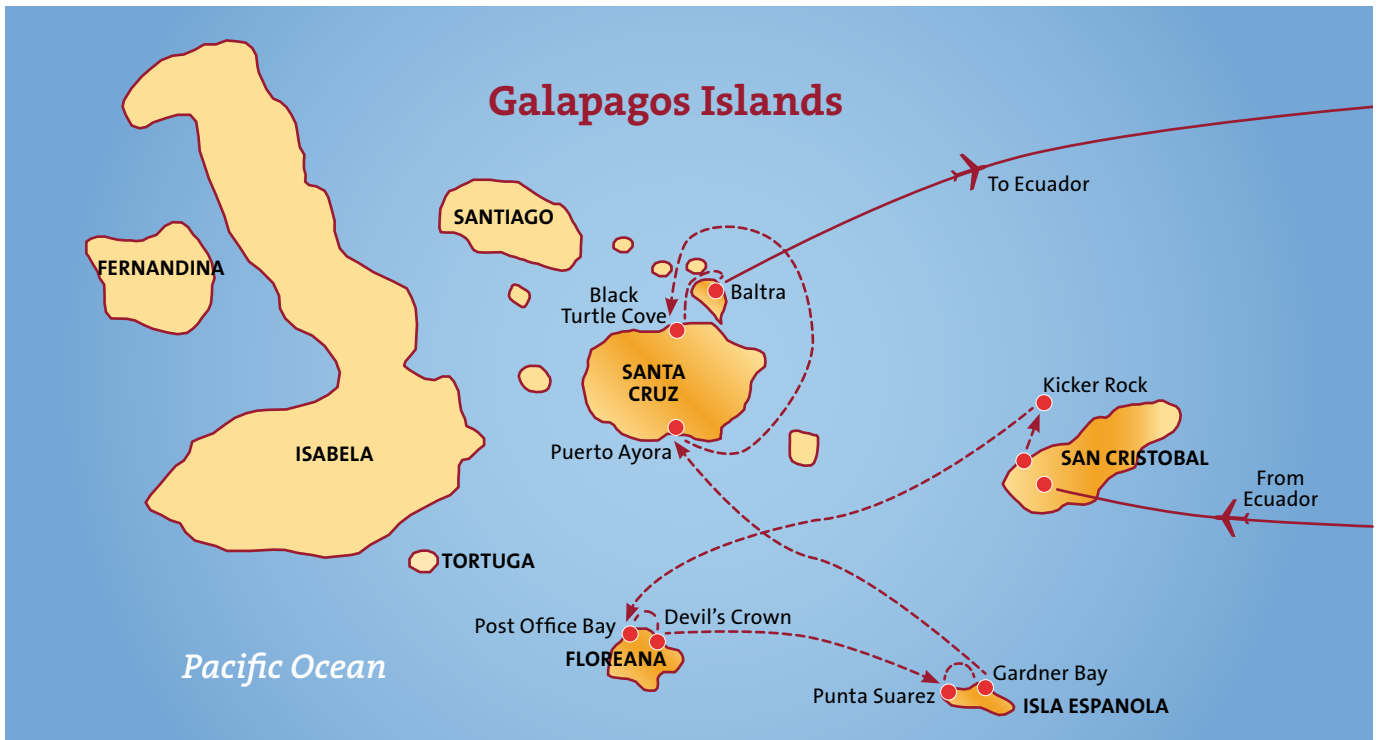 Galapagos Islands
To Ecuador
SANTIAGO
FERNANDINA
Black
Turtle Cove
Baltra
SANTA
CRUZ
Kicker Rock
Puerto Ayora
ISABELA
SAN CRISTOBAL
From
Ecuador
TORTUGA
Post Office Bay
Devil’s Crown
FLOREANA
Pacific Ocean
Gardner Bay
Punta Suarez
ISLA ESPANOLA